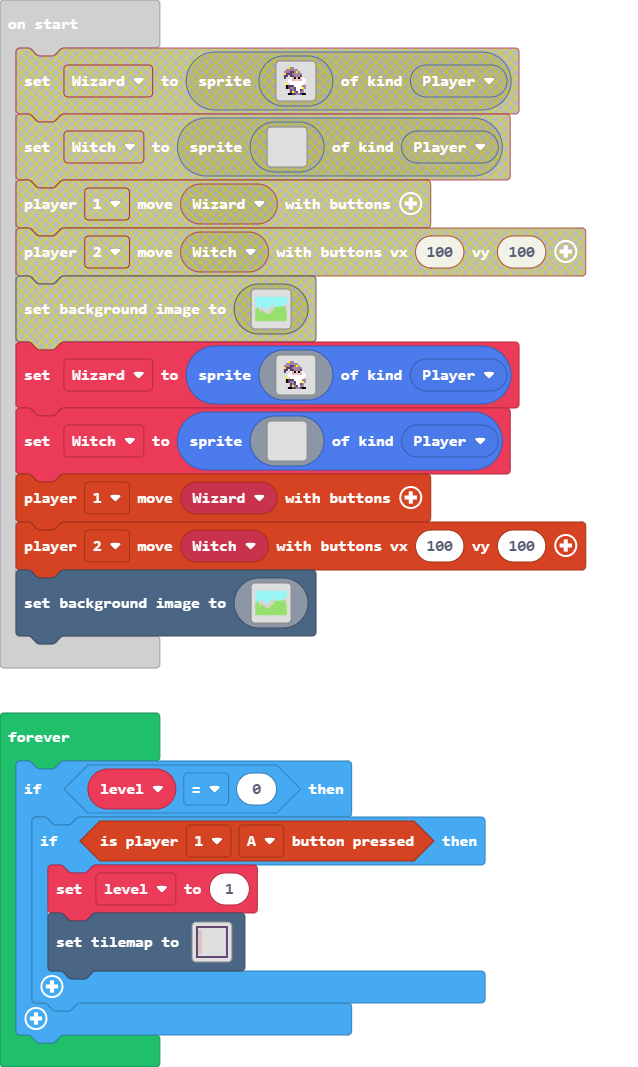 on start
set Wizard to sprite of kind Player
set Witch to sprite of kind Player
player 1 move Wizard with buttons
player 2 move Witch with buttons vx 100 vy 100
set background image to
set Wizard to sprite of kind Player
set Witch to sprite of kind Player
player 1 move Wizard with buttons
player 2 move Witch with buttons vx 100 vy 100
set background image to
forever
if level = 0 then
if is player 1 A button pressed then
set level to 1
set tilemap to